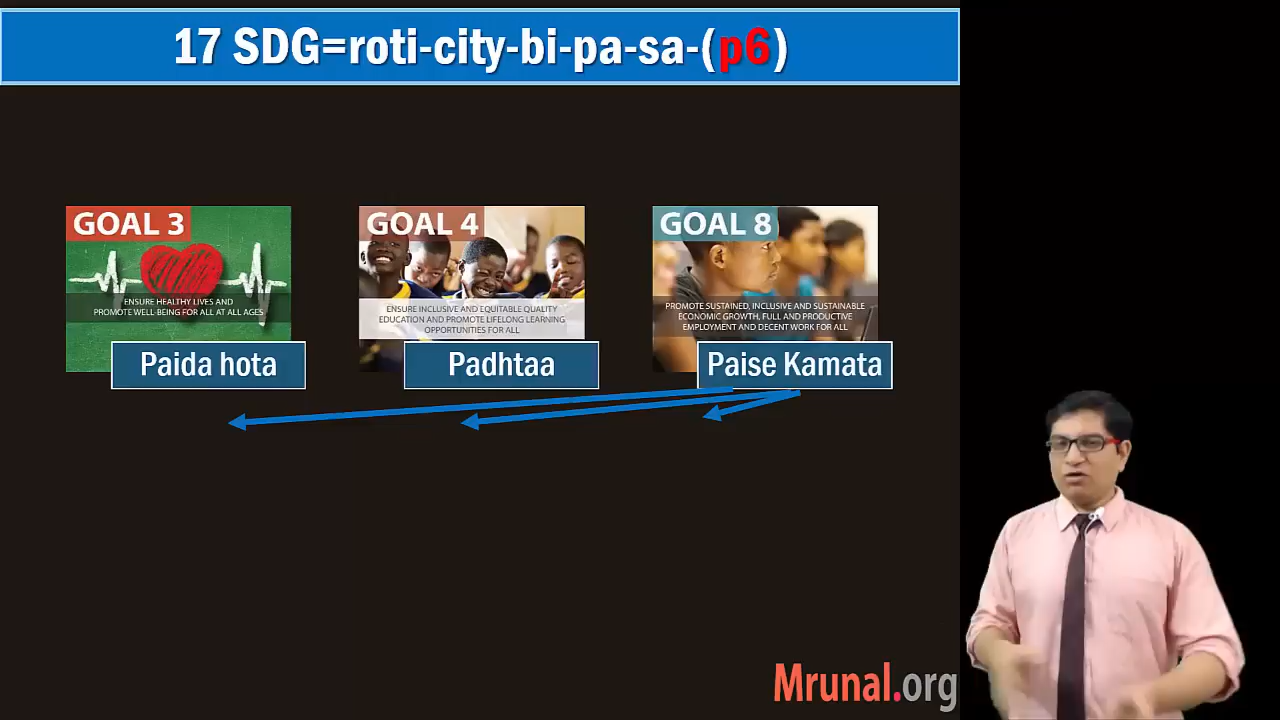 17 SDG=roti-city-bi-pa-sa-(p6)
GOAL 3
ENSURE HEALTHY LIVES AND
PROMOTE WELL-BEING FOR ALL AT ALL AGES
Paida hota
GOAL 4
ENSURE INCLUSIVE AND EQUITABLE QUALITY
EDUCATION AND PROMOTE LIFELONG LEARNING
OPPORTUNITIES FOR ALL
Padhtaa
GOAL 8
PROMOTE SUSTAINED, INCLUSIVE AND SUSTAINABLE
ECONOMIC GROWTH, FULL AND PRODUCTIVE
EMPLOYMENT AND DECENT WORK FOR ALL
Paise Kamata
Mrunal.org